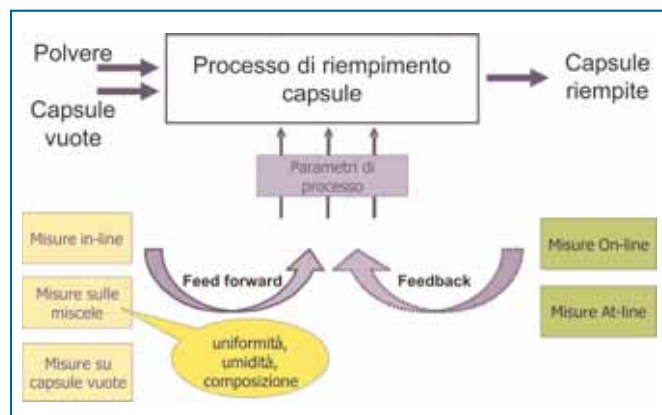 Polvere
Capsule
vuote
Processo di riempimento
capsule
Capsule
riempite
Parametri di
processo
Misure in-line
Misure sulle
miscele
Misure su
capsule vuote
Feed forward
Feedback
uniformità,
umidità,
composizione
Misure On-line
Misure At-line